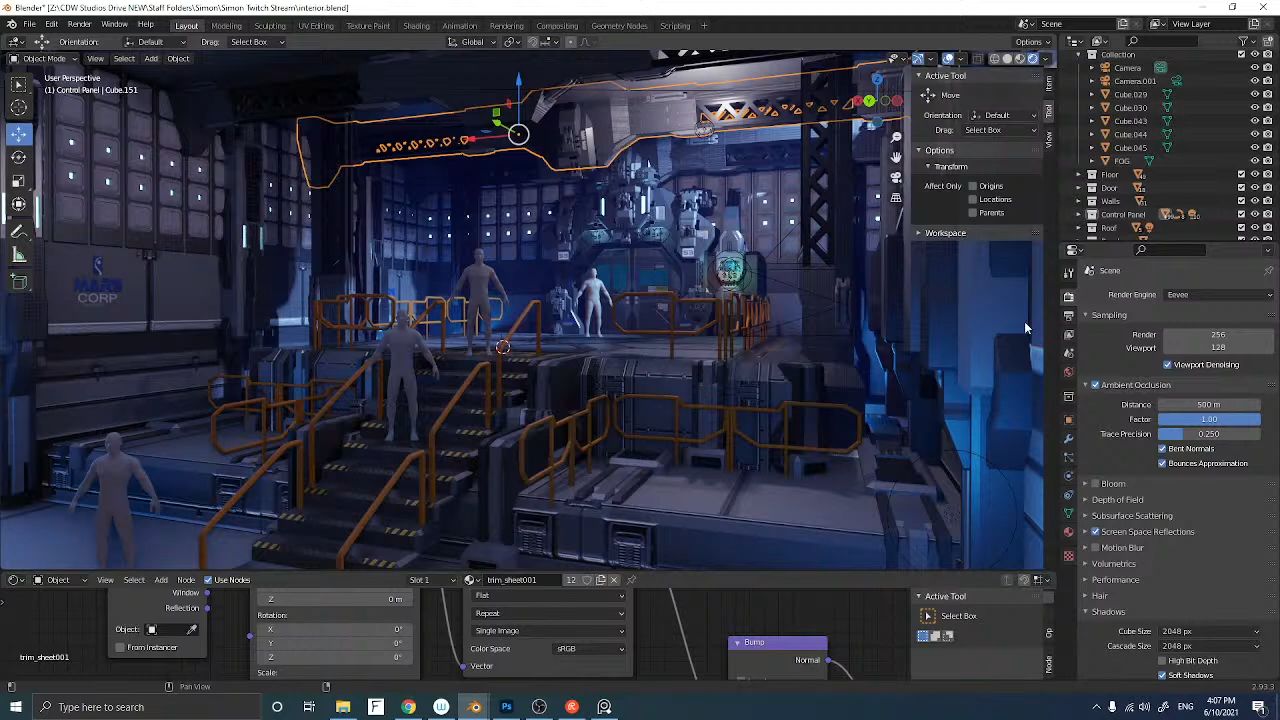 Blender* [Z:\CDW Studios Drive NEW\Staff Folders\Simon\Simon Twitch Stream\interior.blend]
File Edit Render Window Help Layout Modeling Sculpting UV Editing Texture Paint Shading Animation Rendering Compositing Geometry Nodes Scripting + Scene View Layer
Orientation: Default Drag: Select Box Global Options
Object Mode View Select Add Object
User Perspective
(1) Control Panel | Cube.151
MARS
CORP
Active Tool
Move
Orientation: Default
Drag: Select Box
Options
Transform
Affect Only Origins
Locations
Parents
Workspace
Item
Tool
View
Collection
Camera
Camera.001
Cube.029
Cube.030
Cube.043
Cube.044
Cube.045
FOG
Floor
Doors
Walls
Control Panel
Roof
Scene
Render Engine Eevee
Sampling
Render 256
Viewport 128
Viewport Denoising
Ambient Occlusion
Distance 500 m
Factor 1.00
Trace Precision 0.250
Bent Normals
Bounces Approximation
Bloom
Depth of Field
Subsurface Scattering
Screen Space Reflections
Motion Blur
Volumetrics
Performance
Hair
Shadows
Cube Size 2048 px
Cascade Size 2048 px
High Bit Depth
Object View Select Add Node Use Nodes Slot 1 trim_sheet001 12
Window
Reflection
Object:
From Instancer
trim_sheet001
Z 0 m
Rotation:
X 0°
Y 0°
Z 0°
Scale:
Flat
Repeat
Single Image
Color Space sRGB
Vector
Bump
Normal
Active Tool
Select Box
Node
Pan View
2.93.3
Type here to search
4:07 PM
6/10/2021